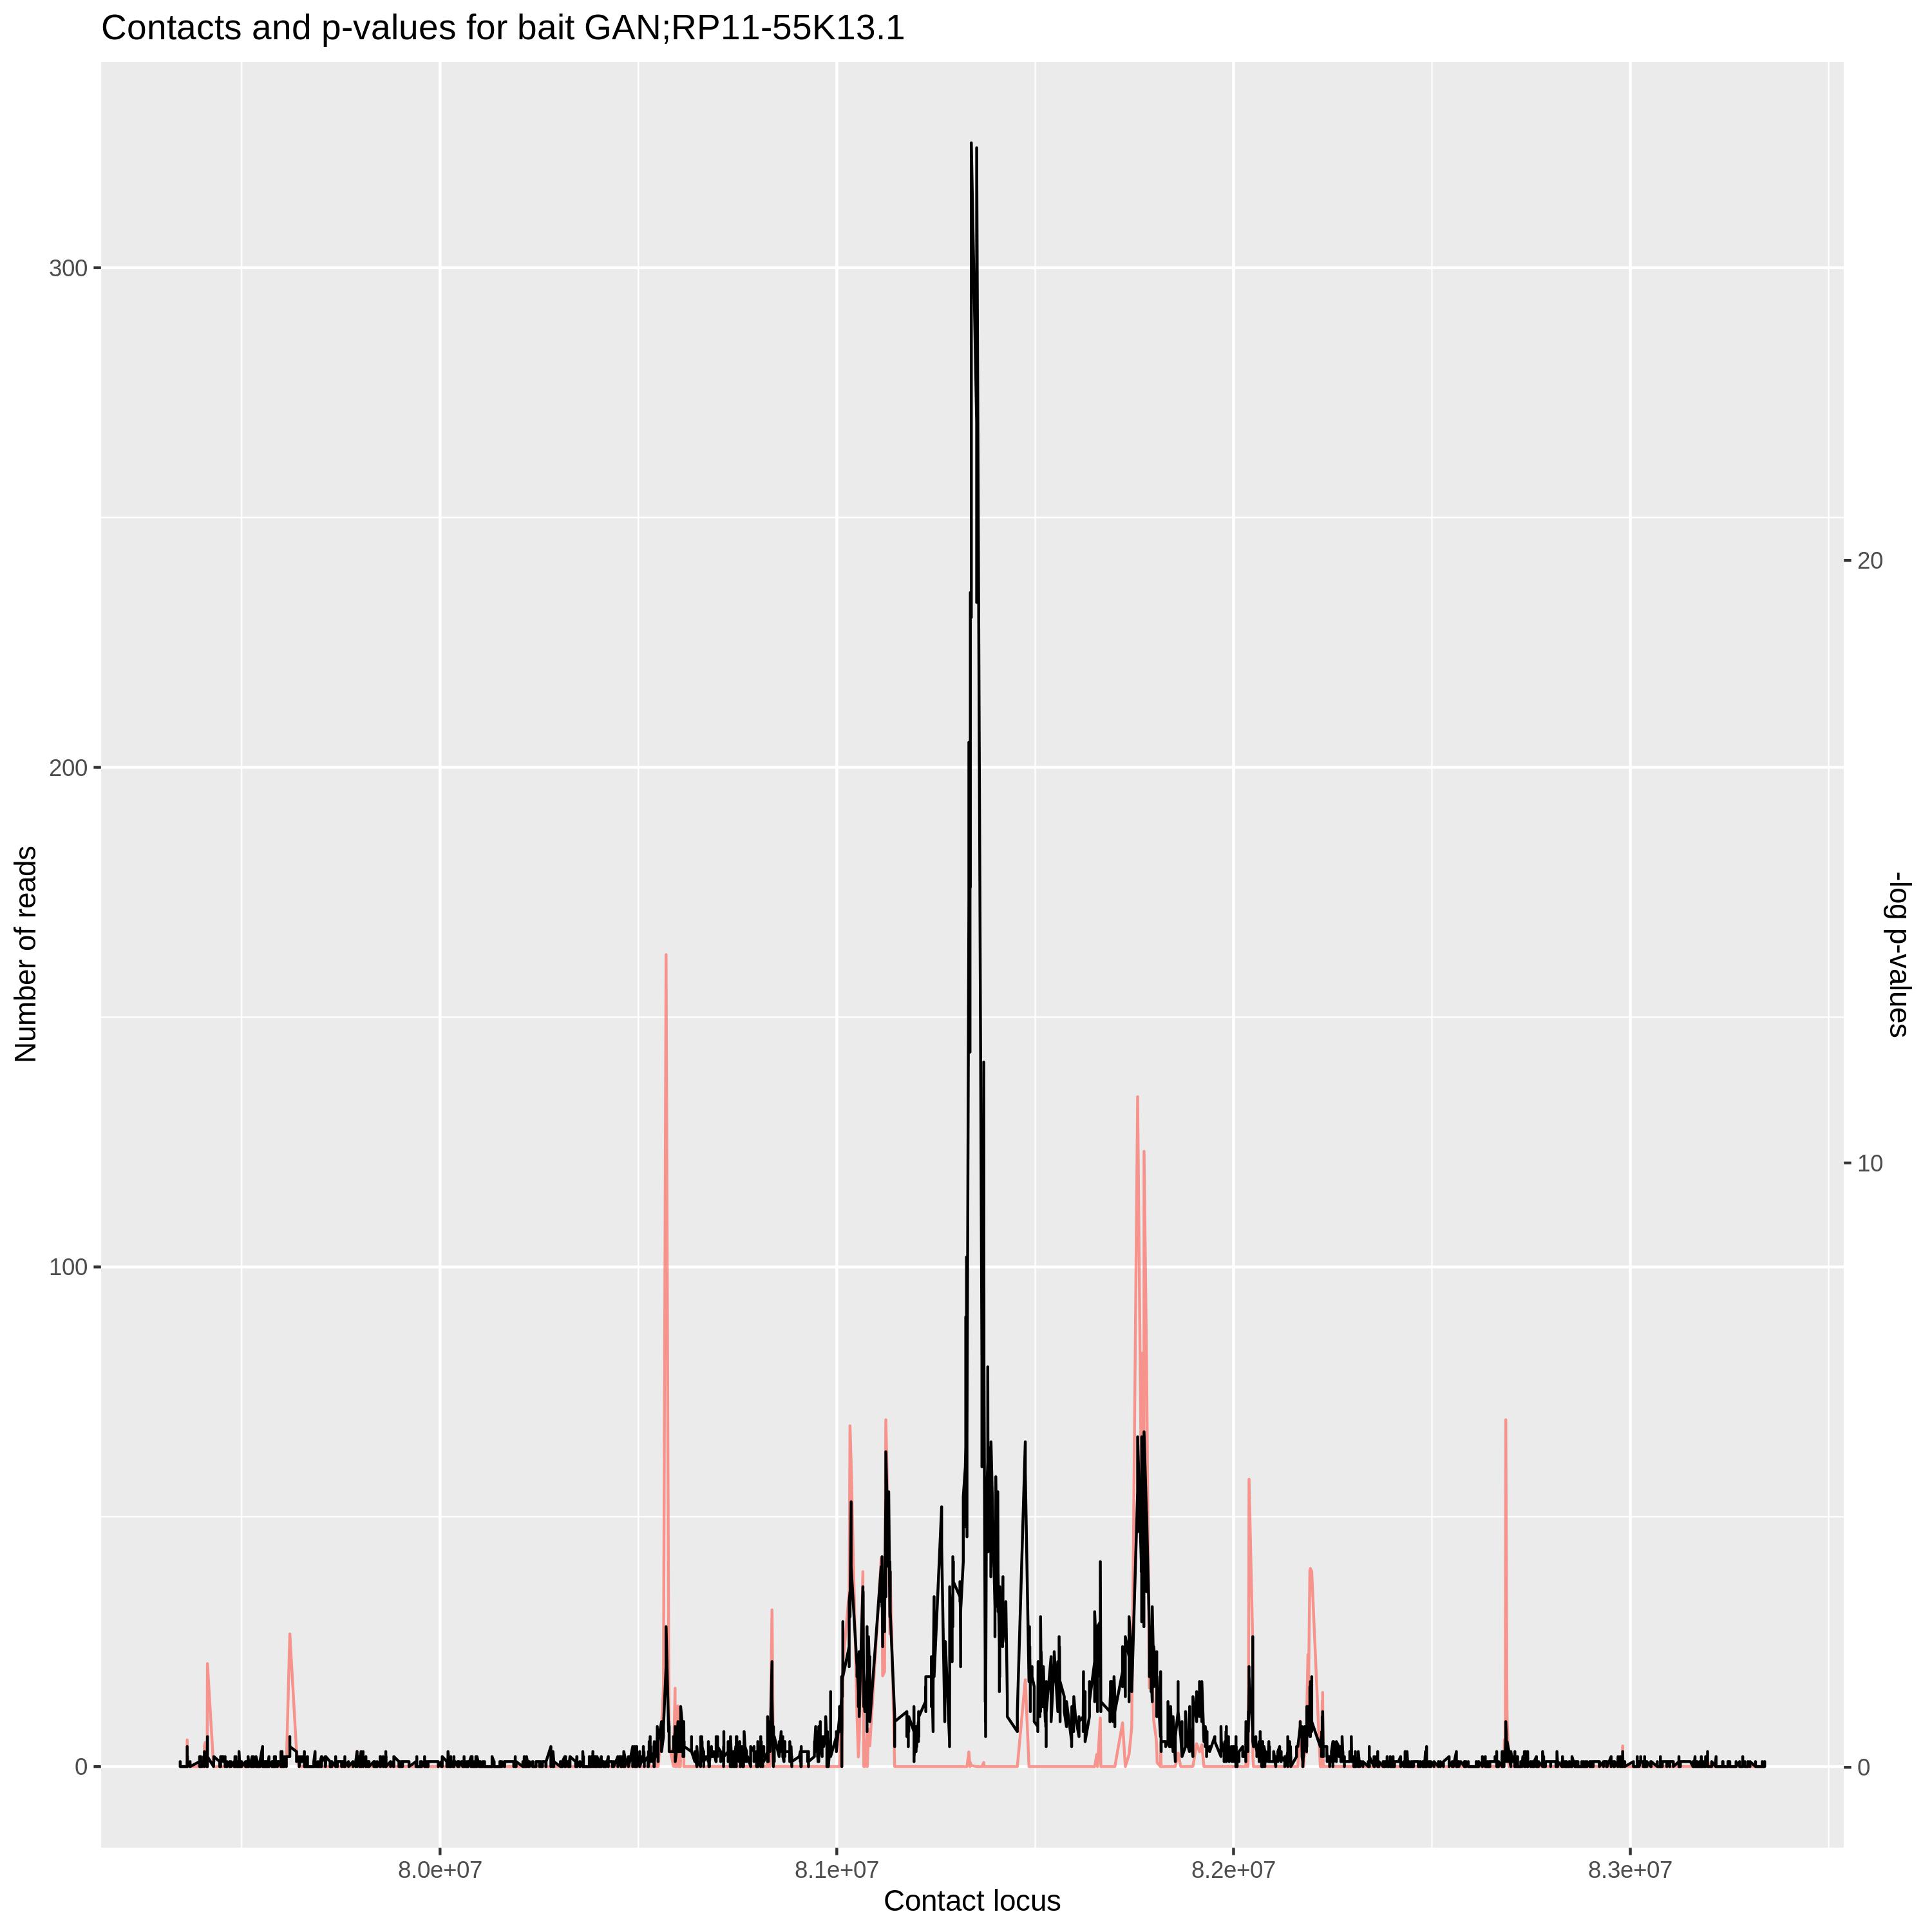 Contacts and p-values for bait GAN;RP11-55K13.1
300
200
100
0
Number of reads
20
10
0
-log p-values
8.0e+07 8.1e+07 8.2e+07 8.3e+07
Contact locus